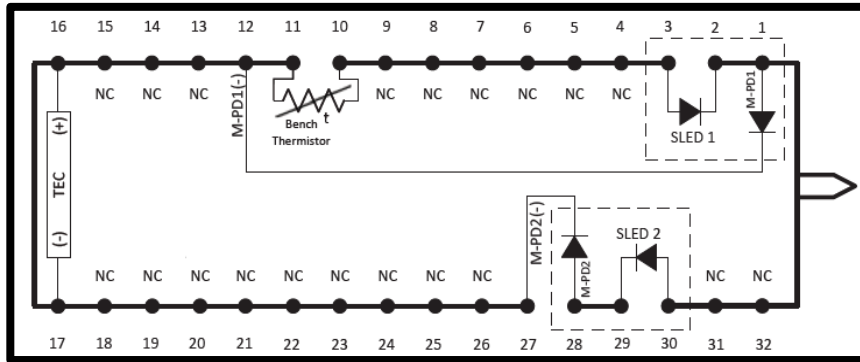 16 15 14 13 12 11 10 9 8 7 6 5 4 3 2 1
NC NC NC M-PD1(-) NC NC NC NC NC NC M-PD1
Bench t
Thermistor
SLED 1
(+)
TEC
(-)
M-PD2(-) SLED 2
M-PD2
NC NC NC NC NC NC NC NC NC NC NC
17 18 19 20 21 22 23 24 25 26 27 28 29 30 31 32